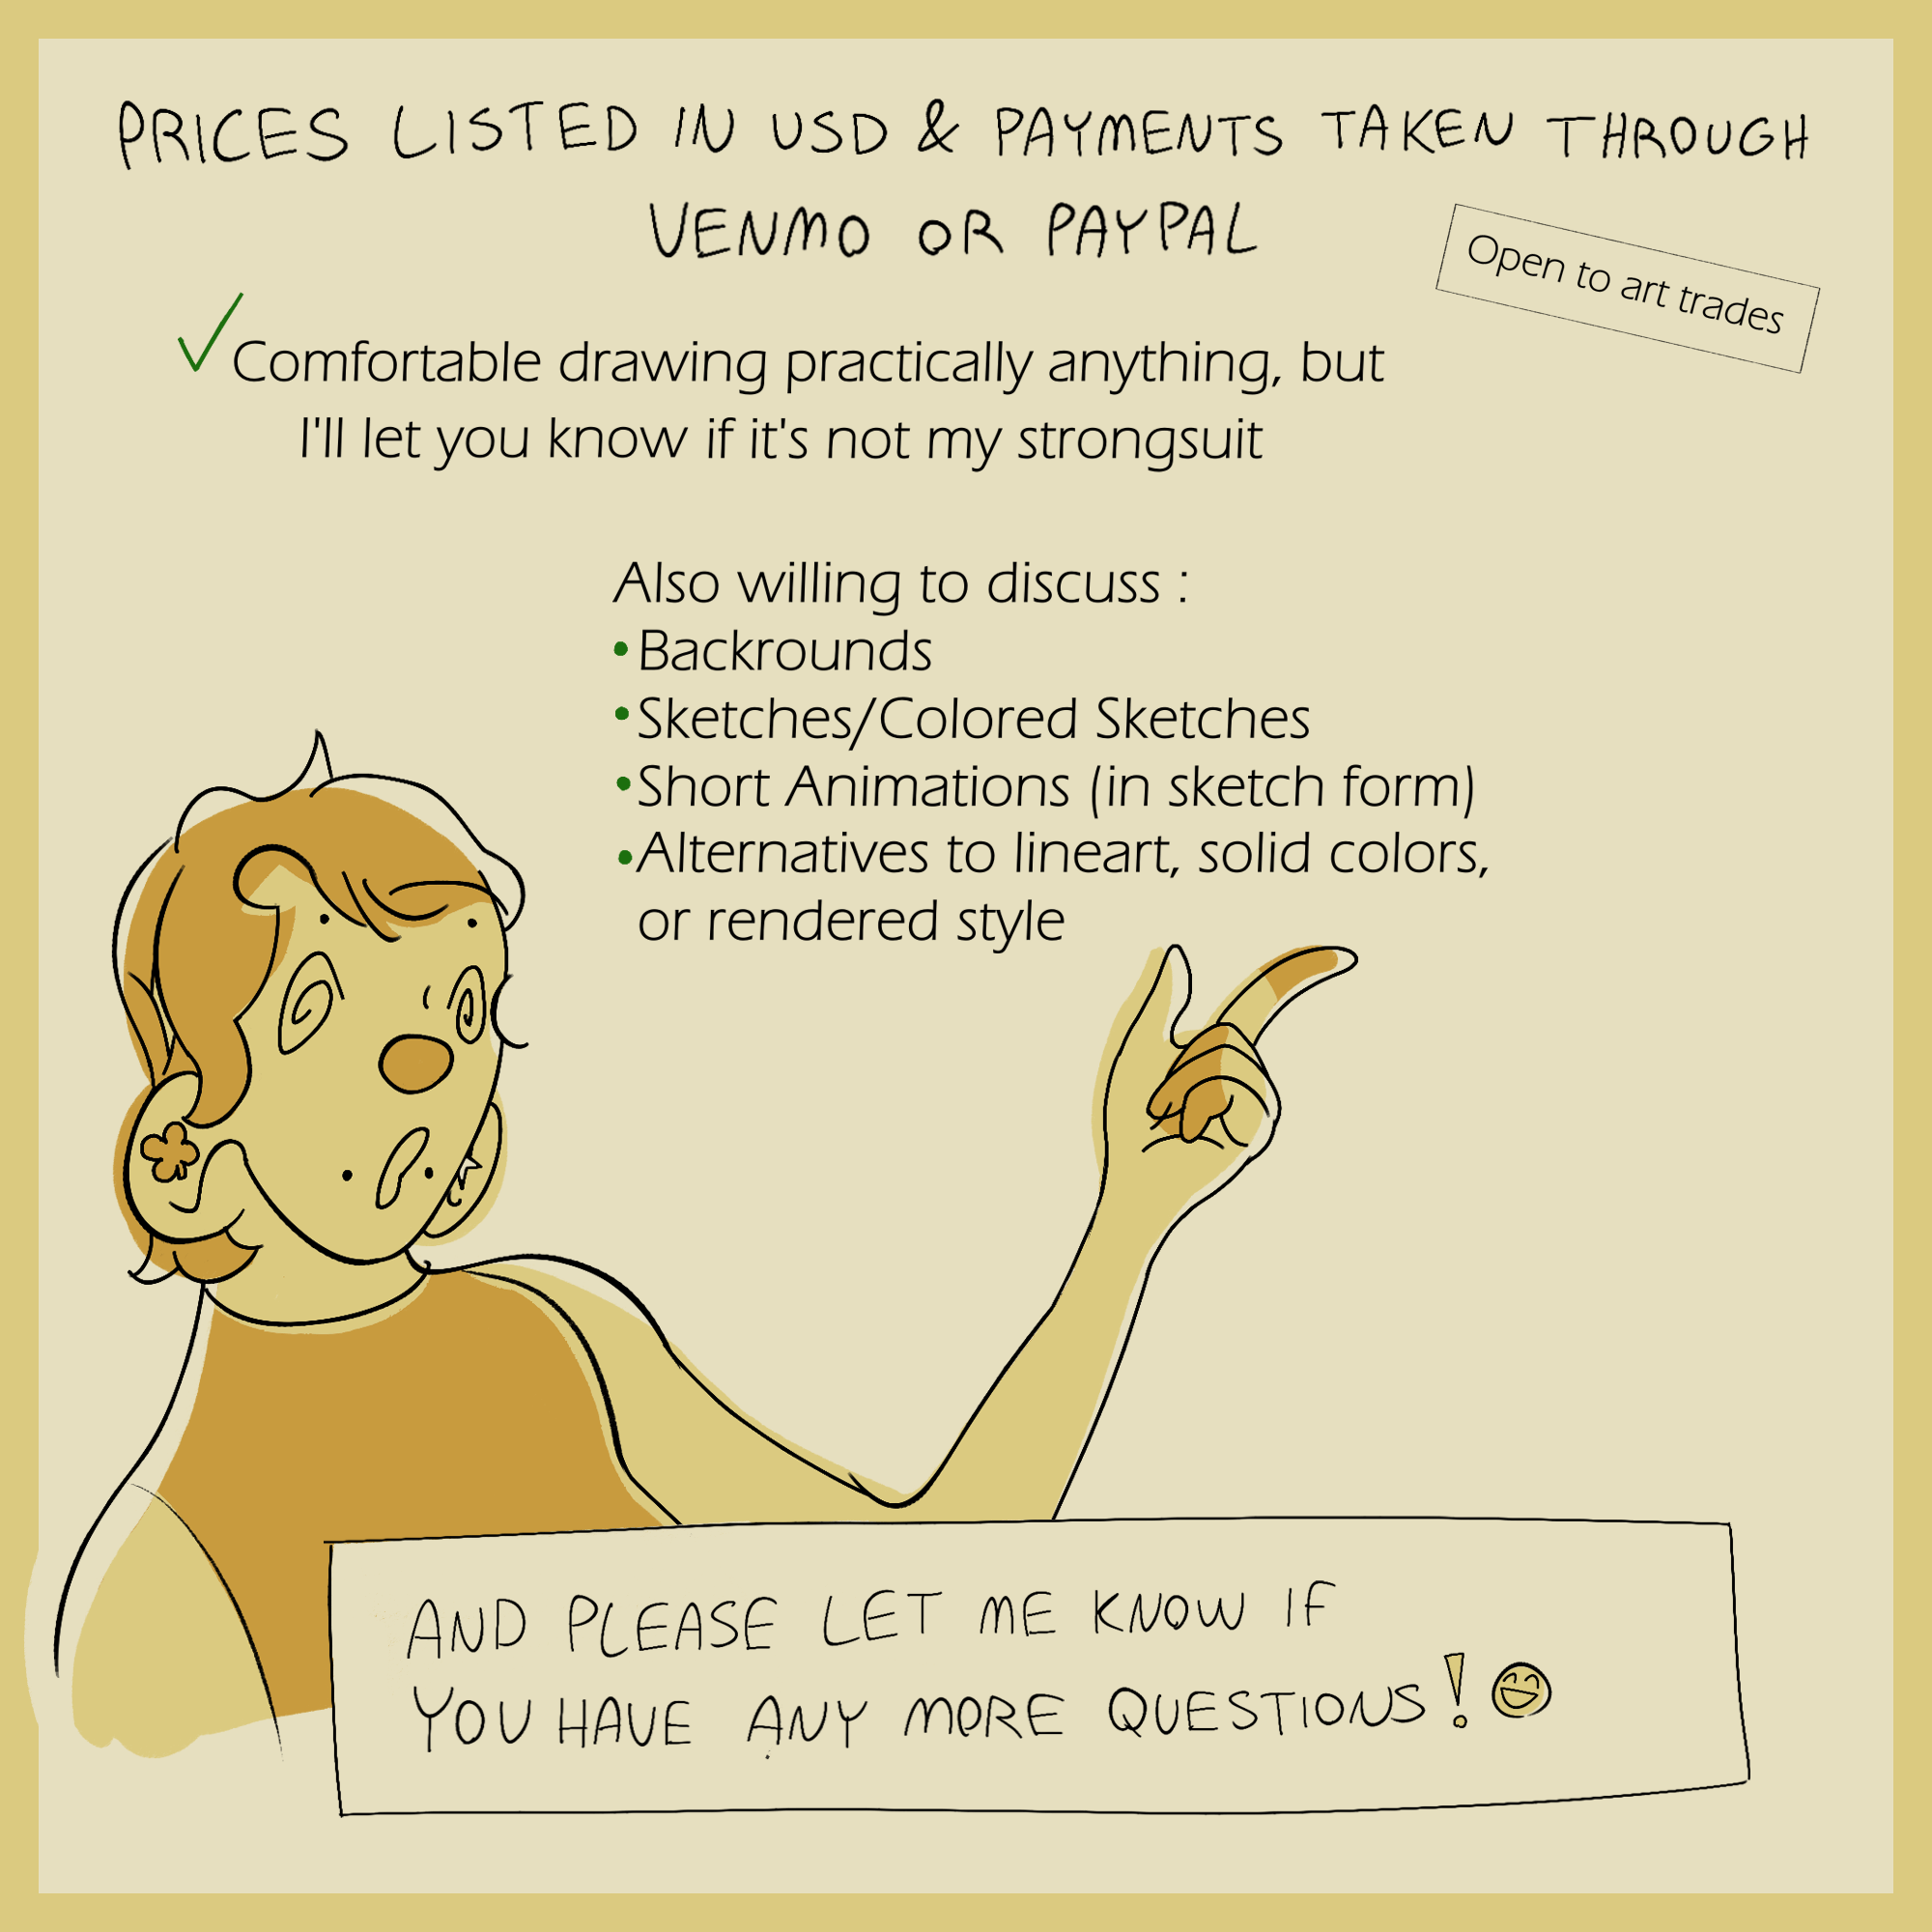 PRICES LISTED IN USD & PAYMENTS TAKEN THROUGH
VENMO OR PAYPAL
Open to art trades
Comfortable drawing practically anything, but
I'll let you know if it's not my strongsuit
Also willing to discuss :
•Backrounds
•Sketches/Colored Sketches
•Short Animations (in sketch form)
•Alternatives to lineart, solid colors,
or rendered style
AND PLEASE LET ME KNOW IF
YOU HAVE ANY MORE QUESTIONS!